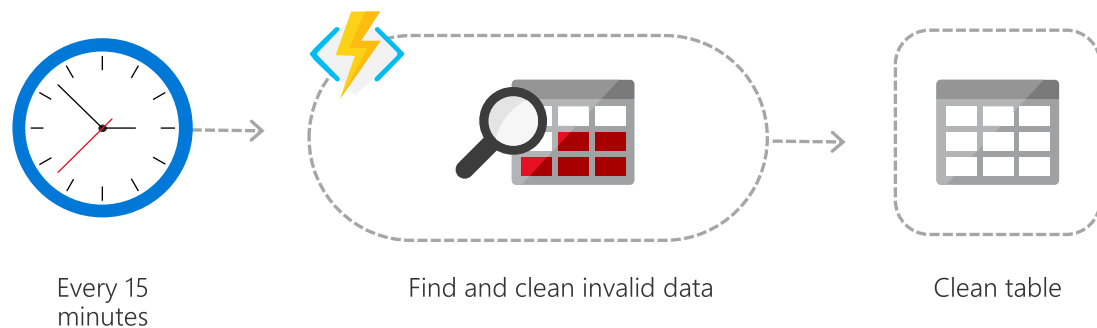 Every 15
minutes
Find and clean invalid data
Clean table